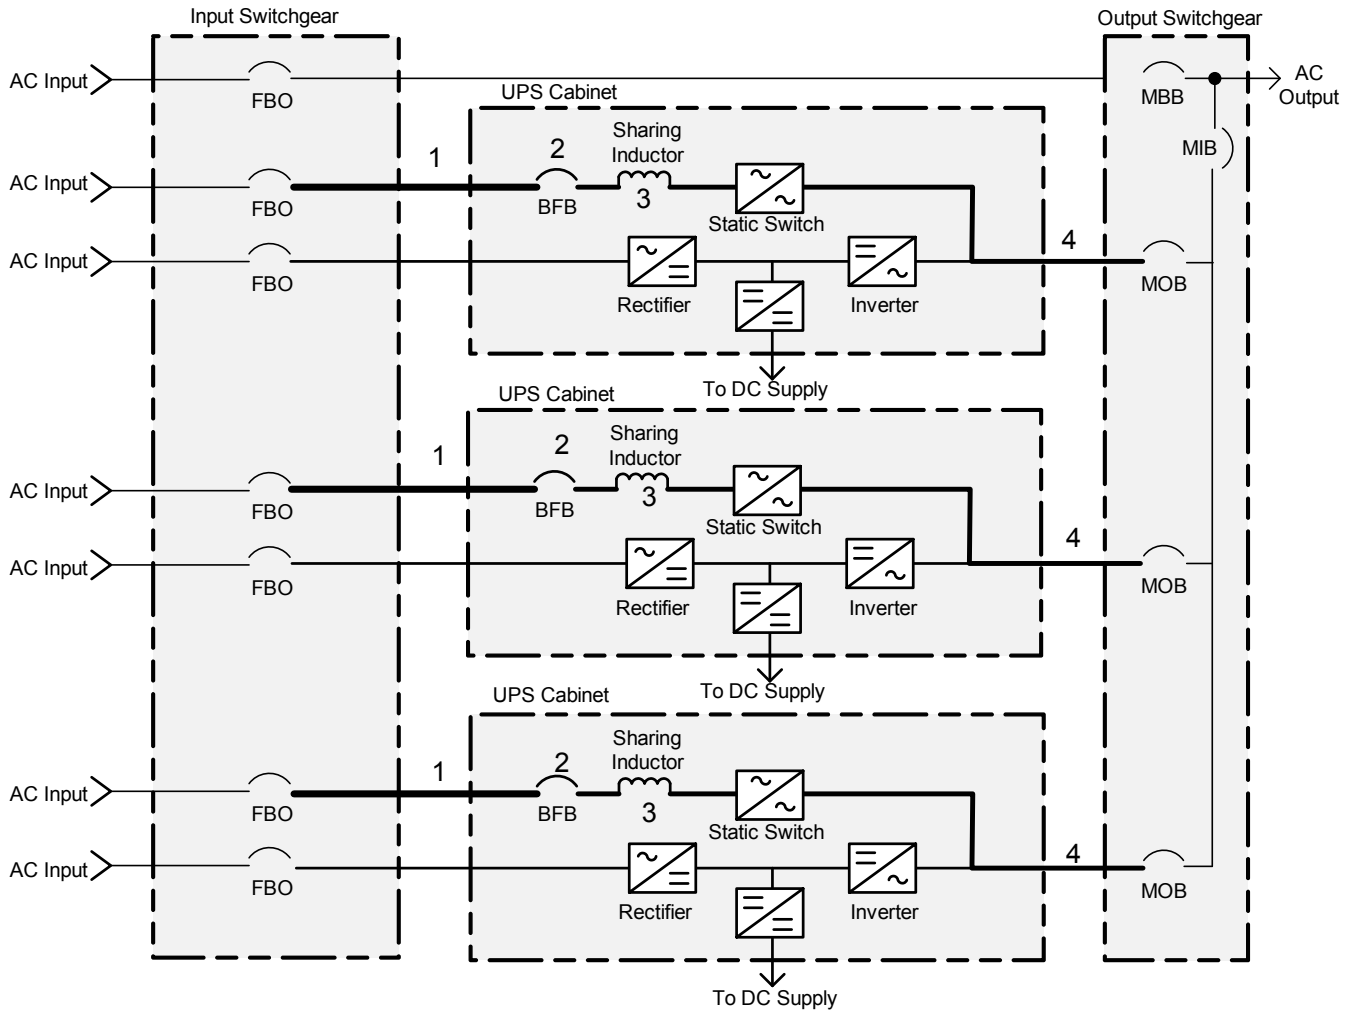 Input Switchgear
Output Switchgear
AC Input
FBO
MBB
AC
Output
UPS Cabinet
MIB
AC Input
FBO
1
2
BFB
Sharing
Inductor
3
Static Switch
4
AC Input
FBO
Rectifier
Inverter
MOB
To DC Supply
UPS Cabinet
AC Input
FBO
1
2
BFB
Sharing
Inductor
3
Static Switch
4
AC Input
FBO
Rectifier
Inverter
MOB
To DC Supply
UPS Cabinet
AC Input
FBO
1
2
BFB
Sharing
Inductor
3
Static Switch
4
AC Input
FBO
Rectifier
Inverter
MOB
To DC Supply